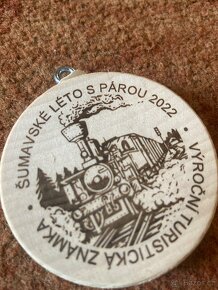 ŠUMAVSKÉ LÉTO S PÁROU 2022
VÝROČNÍ TURISTICKÁ ZNÁMKA